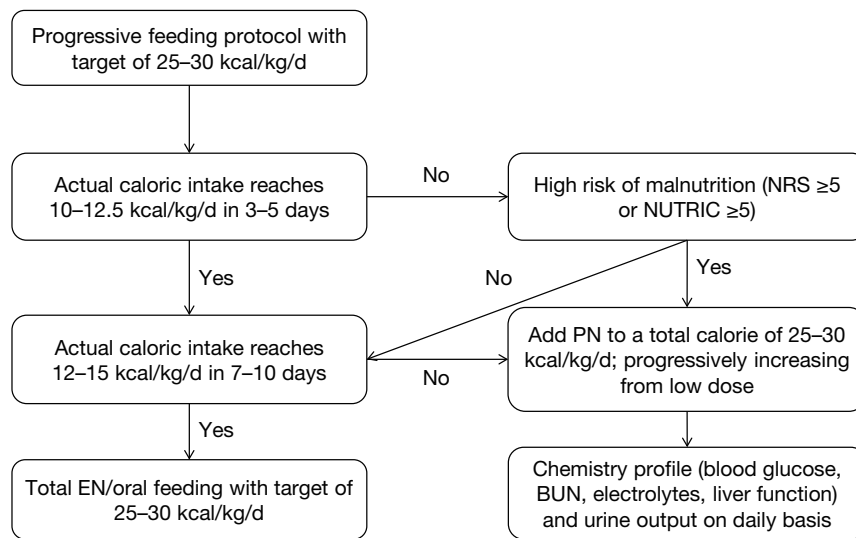 Progressive feeding protocol with
target of 25–30 kcal/kg/d
Actual caloric intake reaches
10–12.5 kcal/kg/d in 3–5 days
No
High risk of malnutrition (NRS ≥5
or NUTRIC ≥5)
Yes
No
Yes
Actual caloric intake reaches
12–15 kcal/kg/d in 7–10 days
No
Add PN to a total calorie of 25–30
kcal/kg/d; progressively increasing
from low dose
Yes
Total EN/oral feeding with target of
25–30 kcal/kg/d
Chemistry profile (blood glucose,
BUN, electrolytes, liver function)
and urine output on daily basis